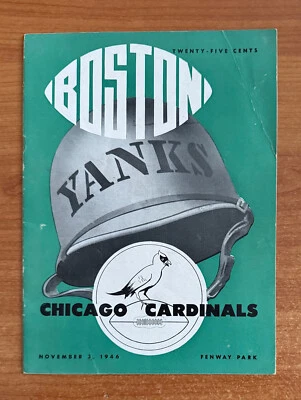 TWENTY-FIVE CENTS
BOSTON
YANKS
CHICAGO CARDINALS
NOVEMBER 3, 1946 FENWAY PARK